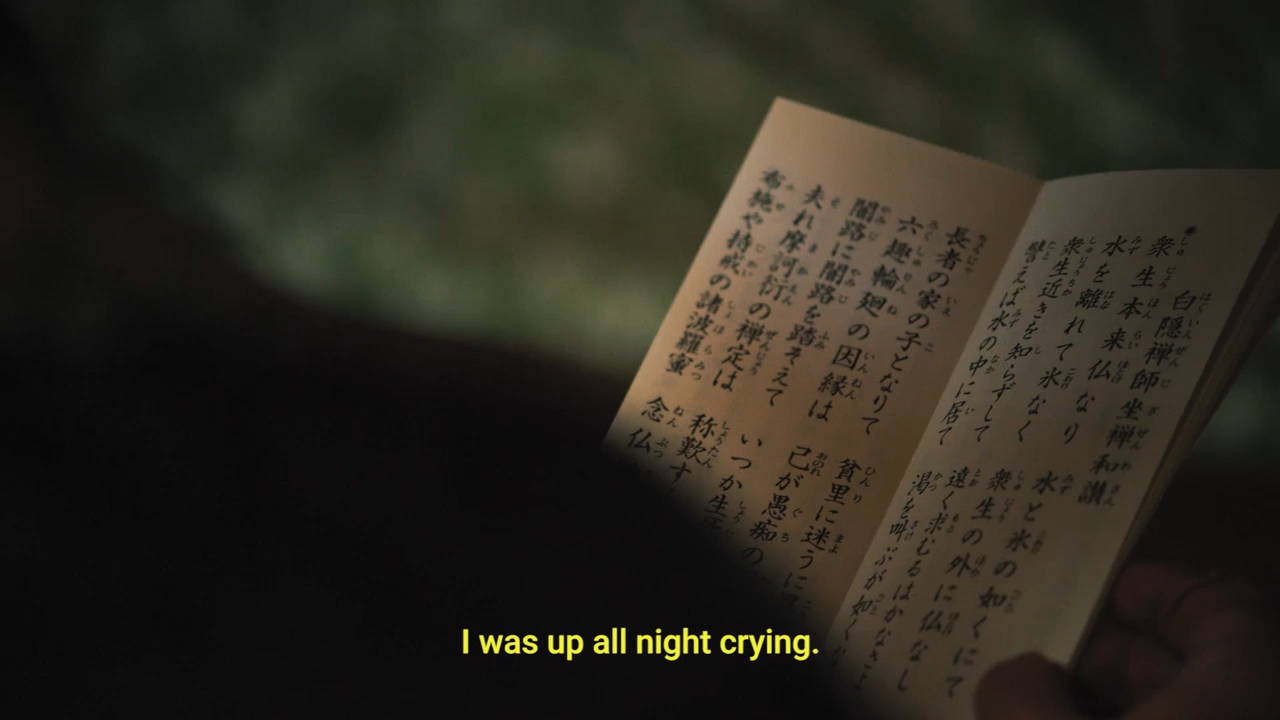 白隠禅師坐禅和讃
衆生本来仏なり 水と氷の如くにて
水を離れて氷なく 衆生の外に仏なし
衆生近きを知らずして 遠く求むるはかなさよ
譬えば水の中に居て 渇を叫ぶが如く
長者の家の子となりて 貧里に迷うに
六趣輪廻の因縁は 己が愚痴の
闇路に闇路を踏そえて いつか生死
夫れ摩訶衍の禅定は 称歎す
布施や持戒の諸波羅蜜 念仏
I was up all night crying.